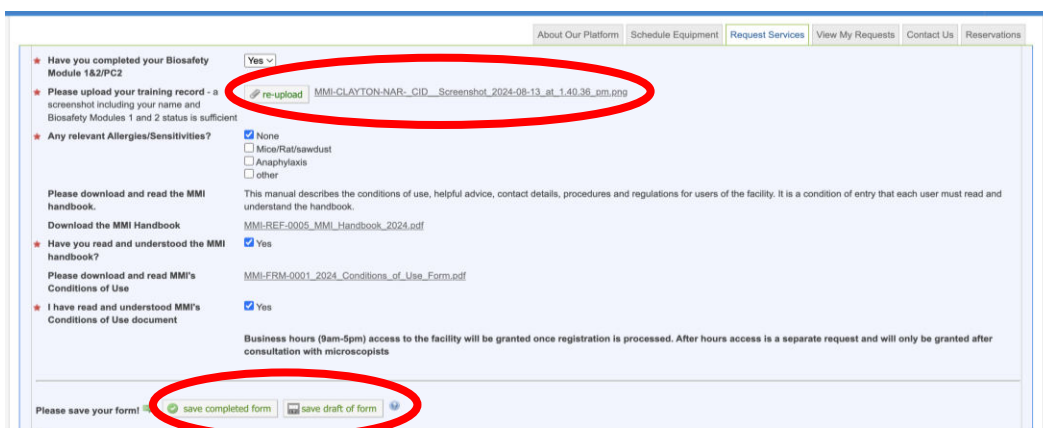 About Our Platform Schedule Equipment Request Services View My Requests Contact Us Reservations
* Have you completed your Biosafety Module 1&2/PC2
Yes
* Please upload your training record - a screenshot including your name and Biosafety Modules 1 and 2 status is sufficient
re-upload MMI-CLAYTON-NAR-_CID__Screenshot_2024-08-13_at_1.40.36_pm.png
* Any relevant Allergies/Sensitivities?
None
Mice/Rat/sawdust
Anaphylaxis
other
Please download and read the MMI handbook.
This manual describes the conditions of use, helpful advice, contact details, procedures and regulations for users of the facility. It is a condition of entry that each user must read and
understand the handbook.
Download the MMI Handbook
MMI-REF-0005_MMI_Handbook_2024.pdf
* Have you read and understood the MMI handbook?
Yes
Please download and read MMI's Conditions of Use
MMI-FRM-0001_2024_Conditions_of_Use_Form.pdf
* I have read and understood MMI's Conditions of Use document
Yes
Business hours (9am-5pm) access to the facility will be granted once registration is processed. After hours access is a separate request and will only be granted after
consultation with microscopists
Please save your form! save completed form save draft of form